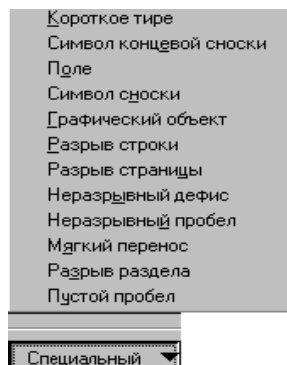 Короткое тире
Символ концевой сноски
Поле
Символ сноски
Графический объект
Разрыв строки
Разрыв страницы
Неразрывный дефис
Неразрывный пробел
Мягкий перенос
Разрыв раздела
Пустой пробел
Специальный